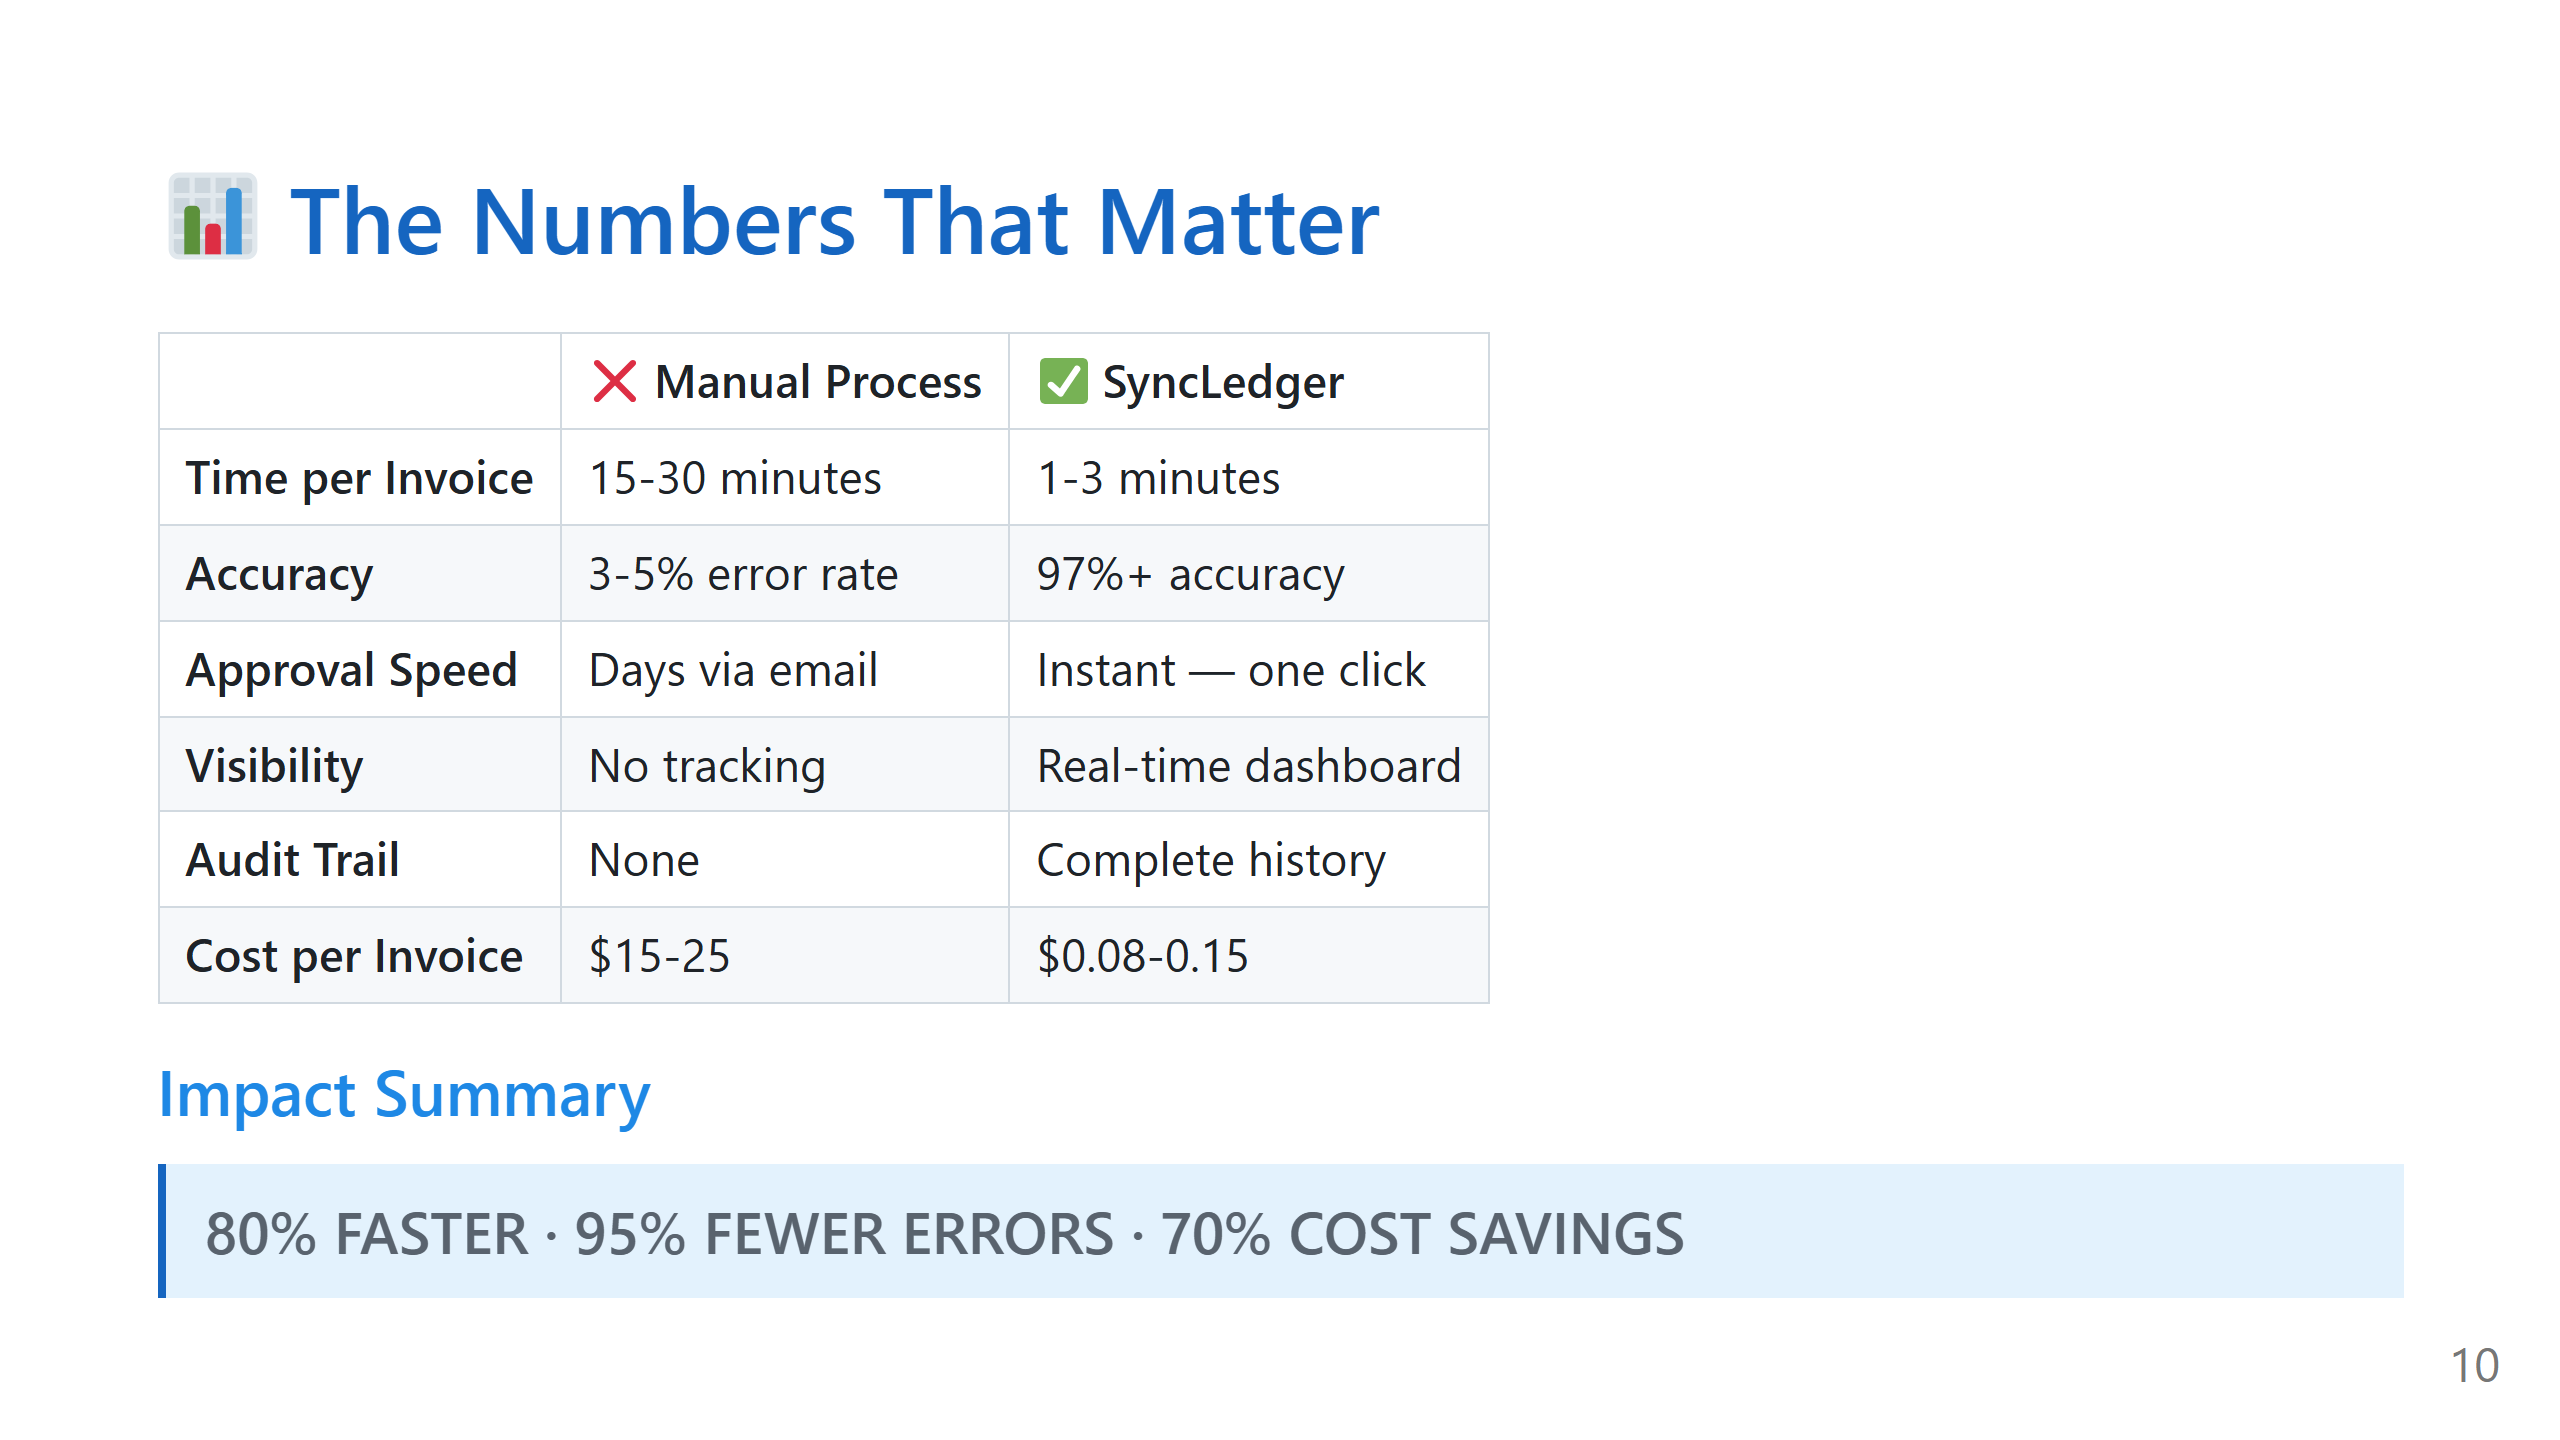 The Numbers That Matter
Manual Process SyncLedger
Time per Invoice 15-30 minutes 1-3 minutes
Accuracy 3-5% error rate 97%+ accuracy
Approval Speed Days via email Instant — one click
Visibility No tracking Real-time dashboard
Audit Trail None Complete history
Cost per Invoice $15-25 $0.08-0.15
Impact Summary
80% FASTER · 95% FEWER ERRORS · 70% COST SAVINGS
10